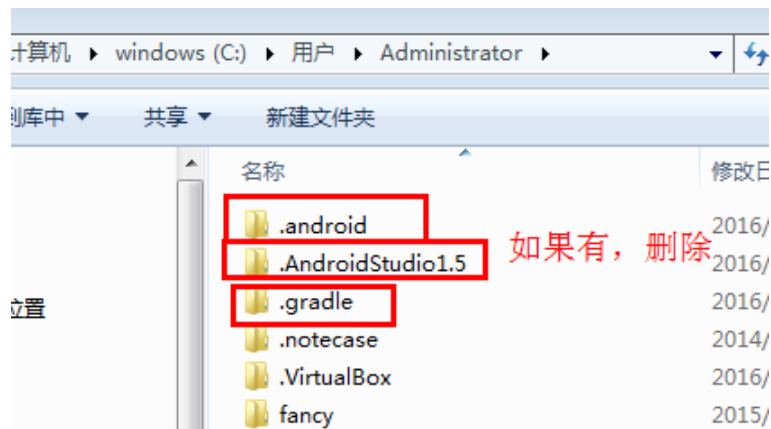 计算机 ▸ windows (C:) ▸ 用户 ▸ Administrator ▸
到库中 ▼ 共享 ▼ 新建文件夹
名称 修改日
.android 2016/
如果有，删除
.AndroidStudio1.5 2016/
.gradle 2016/
位置
.notecase 2014/
.VirtualBox 2016/
fancy 2015/